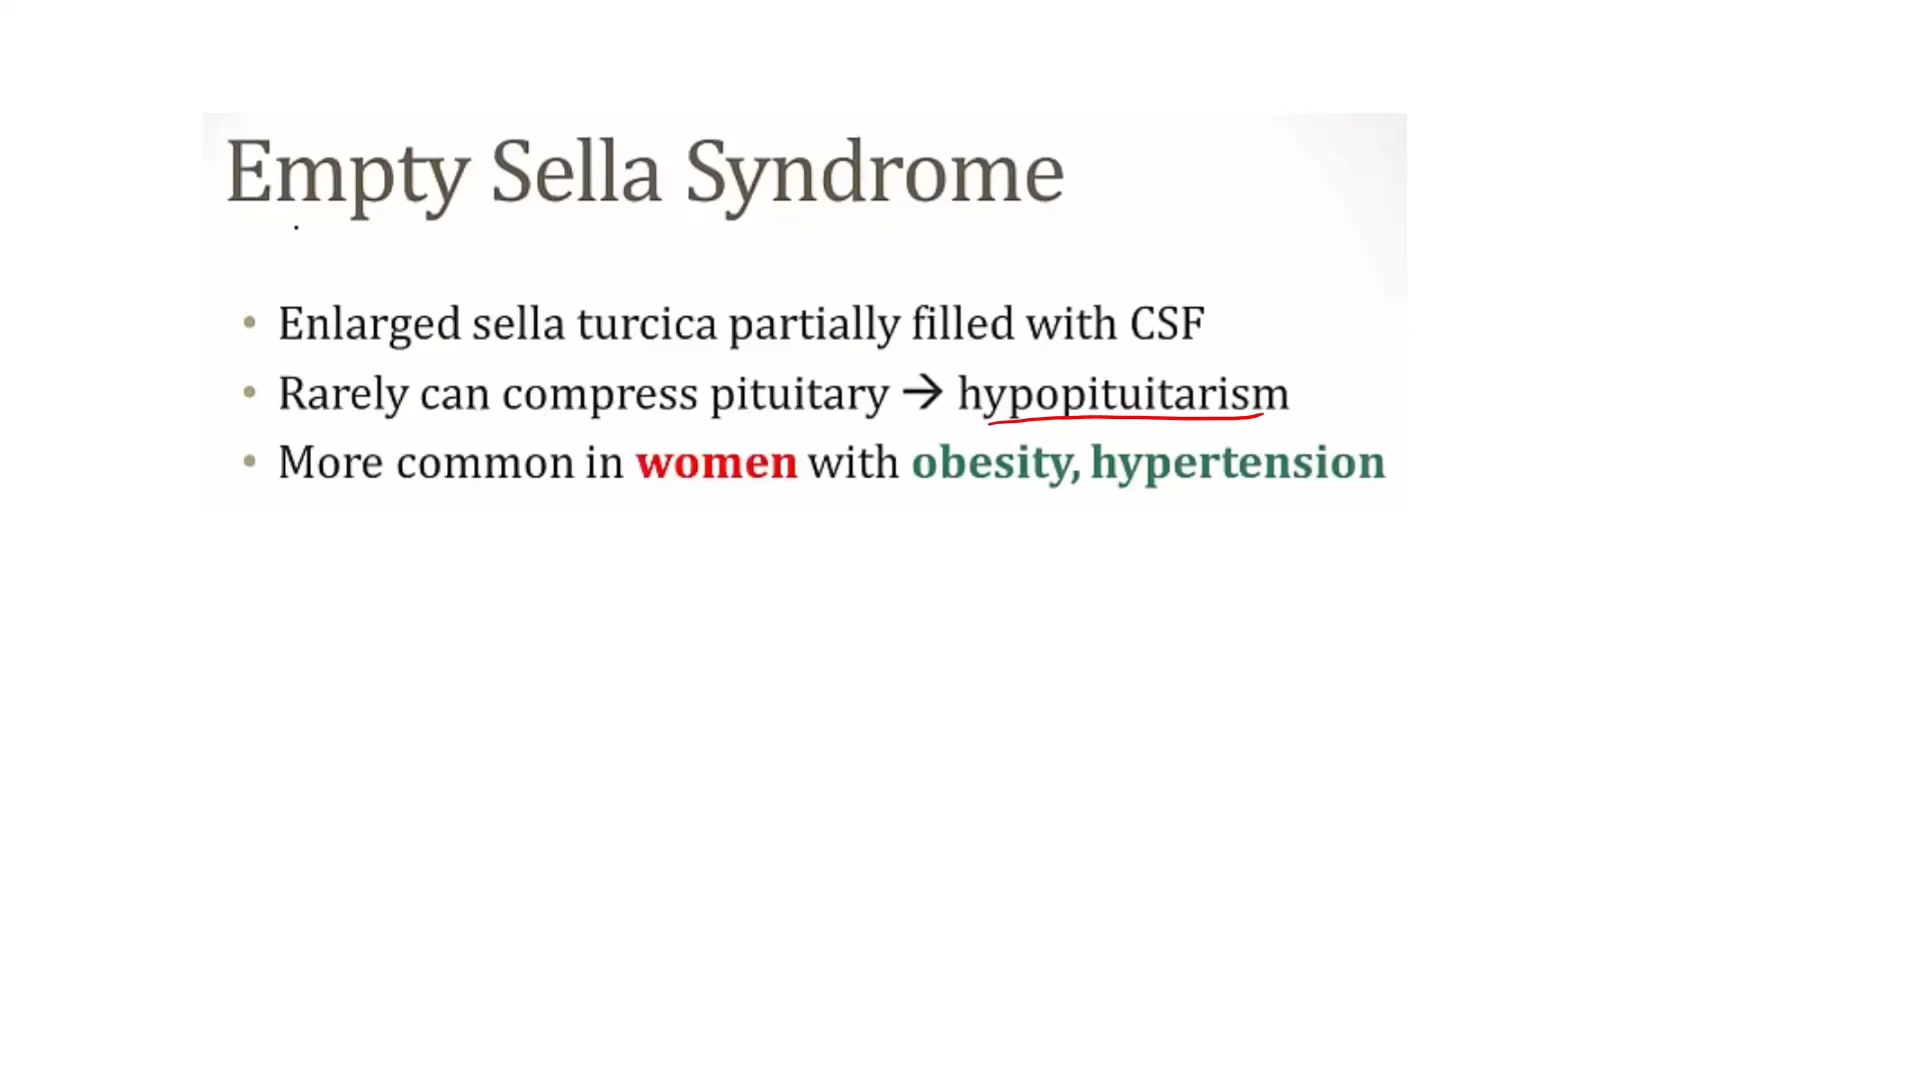 Empty Sella Syndrome
• Enlarged sella turcica partially filled with CSF
• Rarely can compress pituitary → hypopituitarism
• More common in women with obesity, hypertension